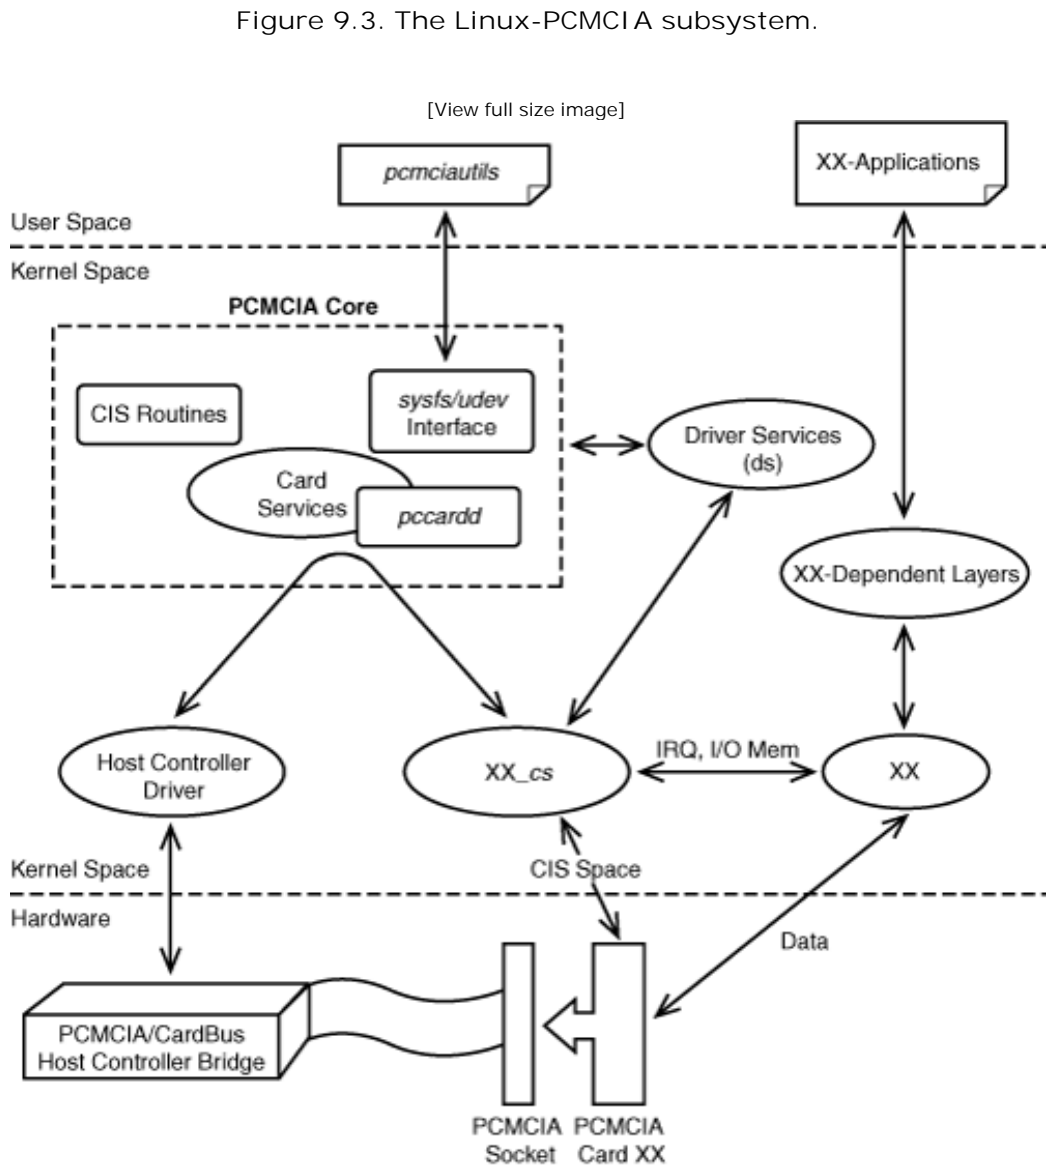 Figure 9.3. The Linux-PCMCIA subsystem.
[View full size image]
pcmciautils
XX-Applications
User Space
Kernel Space
PCMCIA Core
CIS Routines
sysfs/udev
Interface
Driver Services
(ds)
Card
Services
pccardd
XX-Dependent Layers
Host Controller
Driver
XX_cs
IRQ, I/O Mem
XX
Kernel Space
CIS Space
Hardware
Data
PCMCIA/CardBus
Host Controller Bridge
PCMCIA
Socket
PCMCIA
Card XX